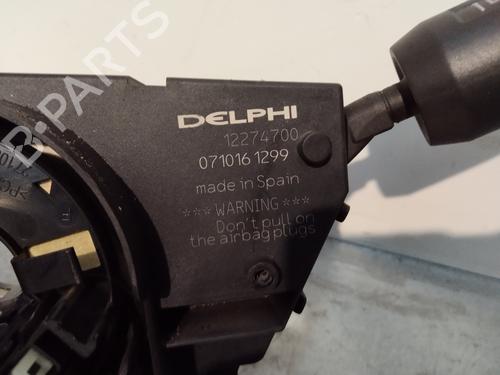 DELPHI
12274700
071016 1299
made in Spain
*** WARNING ***
Don't pull on
the airbag plugs
B-PARTS